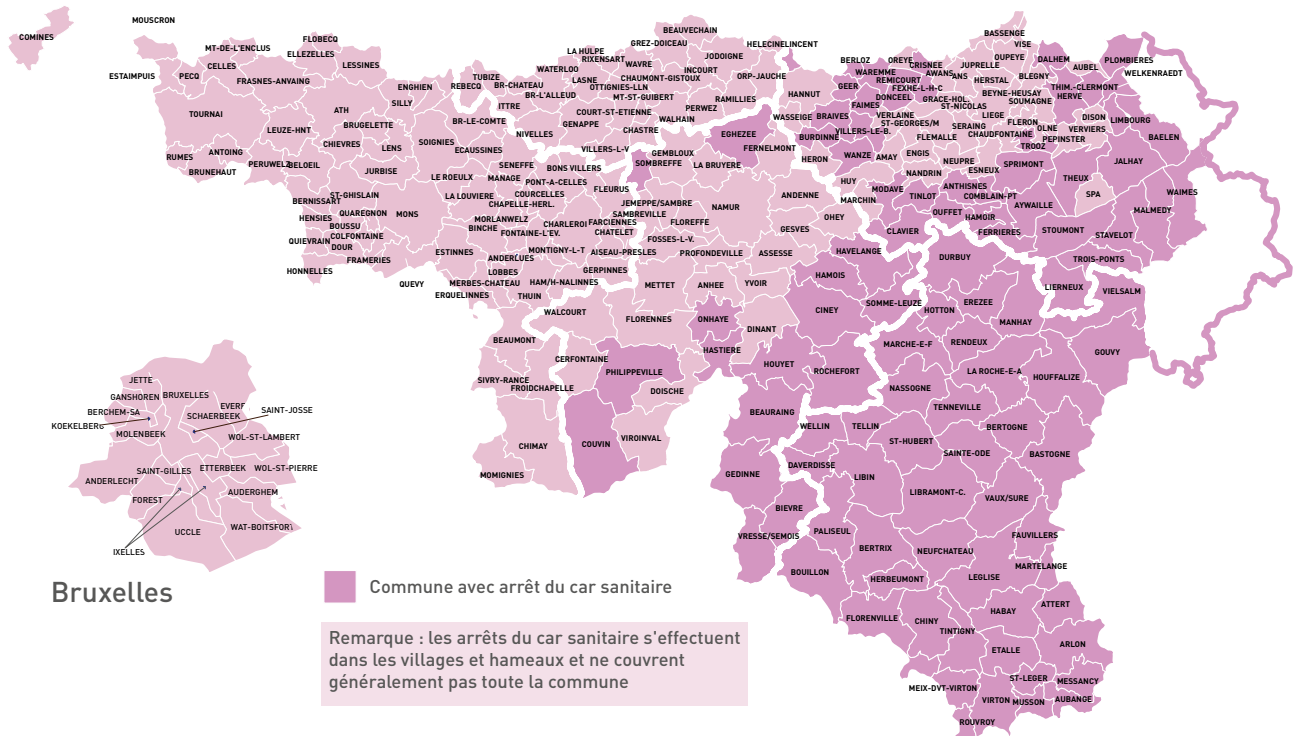 COMINES
MOUSCRON
ESTAIMPUIS
PECQ
CELLES
MT-DE-L'ENCLUS
FLOBECQ
ELLEZELLES
LESSINES
FRASNES-ANVAING
TOURNAI
ATH
ENGHIEN
SILLY
LEUZE-HNT
BRUGELETTE
CHIEVRES
LENS
SOIGNIES
ANTOING
RUMES
BRUNEHAUT
PERUWELZ
BELOEIL
JURBISE
ST-GHISLAIN
BERNISSART
QUAREGNON
MONS
HENSIES
BOUSSU
COLFONTAINE
QUIEVRAIN
DOUR
FRAMERIES
HONNELLES
QUEVY
REBECQ
TUBIZE
BR-CHATEAU
ITTRE
BR-LE-COMTE
ECAUSSINES
LE ROEULX
LA LOUVIERE
SENEFFE
MANAGE
MORLANWELZ
BINCHE
ESTINNES
CHAPELLE-HERL.
COURCELLES
PONT-A-CELLES
BONS VILLERS
FLEURUS
CHARLEROI
FARCIENNES
CHATELET
FONTAINE-L'EV.
ANDERLUES
MONTIGNY-L-T
AISEAU-PRESLES
LOBBES
MERBES-CHATEAU
HAM/H-NALINNES
GERPINNES
ERQUELINNES
THUIN
BEAUMONT
SIVRY-RANCE
FROIDCHAPELLE
CHIMAY
MOMIGNIES
WATERLOO
LA HULPE
RIXENSART
LASNE
BR-L'ALLEUD
NIVELLES
GENAPPE
VILLERS-L-V
COURT-ST-ETIENNE
OTTIGNIES-LLN
WAVRE
GREZ-DOICEAU
BEAUVECHAIN
CHAUMONT-GISTOUX
MT-ST-GUIBERT
CHASTRE
WALHAIN
INCOURT
JODOIGNE
PERWEZ
RAMILLIES
ORP-JAUCHE
HELECINE
LINCENT
SOMBREFFE
GEMBLOUX
EGHEZEE
LA BRUYERE
FERNELMONT
JEMEPPE/SAMBRE
SAMBREVILLE
FLOREFFE
FOSSES-L-V.
NAMUR
ANDENNE
OHEY
GESVES
ASSESSE
PROFONDEVILLE
METTET
ANHEE
YVOIR
WALCOURT
FLORENNES
ONHAYE
DINANT
HASTIERE
CERFONTAINE
PHILIPPEVILLE
DOISCHE
COUVIN
VIROINVAL
HAVELANGE
HAMOIS
CINEY
SOMME-LEUZE
HOUYET
ROCHEFORT
BEAURAING
GEDINNE
BIEVRE
VRESSE/SEMOIS
HANNUT
WASSEIGE
BRAIVES
BURDINNE
HERON
BERLOZ
GEER
WAREMME
OREYE
CRISNEE
REMICOURT
FEXHE-L-H-C
DONCEEL
FAIMES
VILLERS-LE-B.
VERLAINE
ST-GEORGES/M
WANZE
AMAY
HUY
MARCHIN
MODAVE
ENGIS
NANDRIN
TINLOT
CLAVIER
AWANS
ANS
GRACE-HOL.
ST-NICOLAS
FLEMALLE
SERAING
NEUPRE
LIEGE
JUPRELLE
HERSTAL
OUPEYE
BASSENGE
VISE
BLEGNY
DALHEM
BEYNE-HEUSAY
SOUMAGNE
FLERON
CHAUDFONTAINE
TROOZ
OLNE
ESNEUX
SPRIMONT
ANTHISNES
COMBLAIN-PT
OUFFET
HAMOIR
FERRIERES
AYWAILLE
AUBEL
PLOMBIERES
WELKENRAEDT
THIM.-CLERMONT
HERVE
DISON
LIMBOURG
VERVIERS
PEPINSTER
BAELEN
THEUX
JALHAY
SPA
WAIMES
MALMEDY
STOUMONT
STAVELOT
TROIS-PONTS
LIERNEUX
VIELSALM
DURBUY
HOTTON
EREZEE
MANHAY
GOUVY
MARCHE-E-F
RENDEUX
LA ROCHE-E-A
HOUFFALIZE
NASSOGNE
TENNEVILLE
BERTOGNE
BASTOGNE
WELLIN
TELLIN
ST-HUBERT
SAINTE-ODE
DAVERDISSE
LIBIN
LIBRAMONT-C.
VAUX/SURE
PALISEUL
BERTRIX
NEUFCHATEAU
FAUVILLERS
MARTELANGE
BOUILLON
HERBEUMONT
LEGLISE
FLORENVILLE
CHINY
TINTIGNY
HABAY
ATTERT
ETALLE
ARLON
MEIX-DVT-VIRTON
VIRTON
ST-LEGER
MUSSON
MESSANCY
AUBANGE
ROUVROY
JETTE
GANSHOREN
BRUXELLES
EVERE
BERCHEM-SA
KOEKELBERG
SCHAERBEEK
SAINT-JOSSE
MOLENBEEK
WOL-ST-LAMBERT
SAINT-GILLES
ETTERBEEK
WOL-ST-PIERRE
ANDERLECHT
FOREST
AUDERGHEM
UCCLE
WAT-BOITSFORT
IXELLES
Bruxelles
Commune avec arrêt du car sanitaire
Remarque : les arrêts du car sanitaire s'effectuent
dans les villages et hameaux et ne couvrent
généralement pas toute la commune